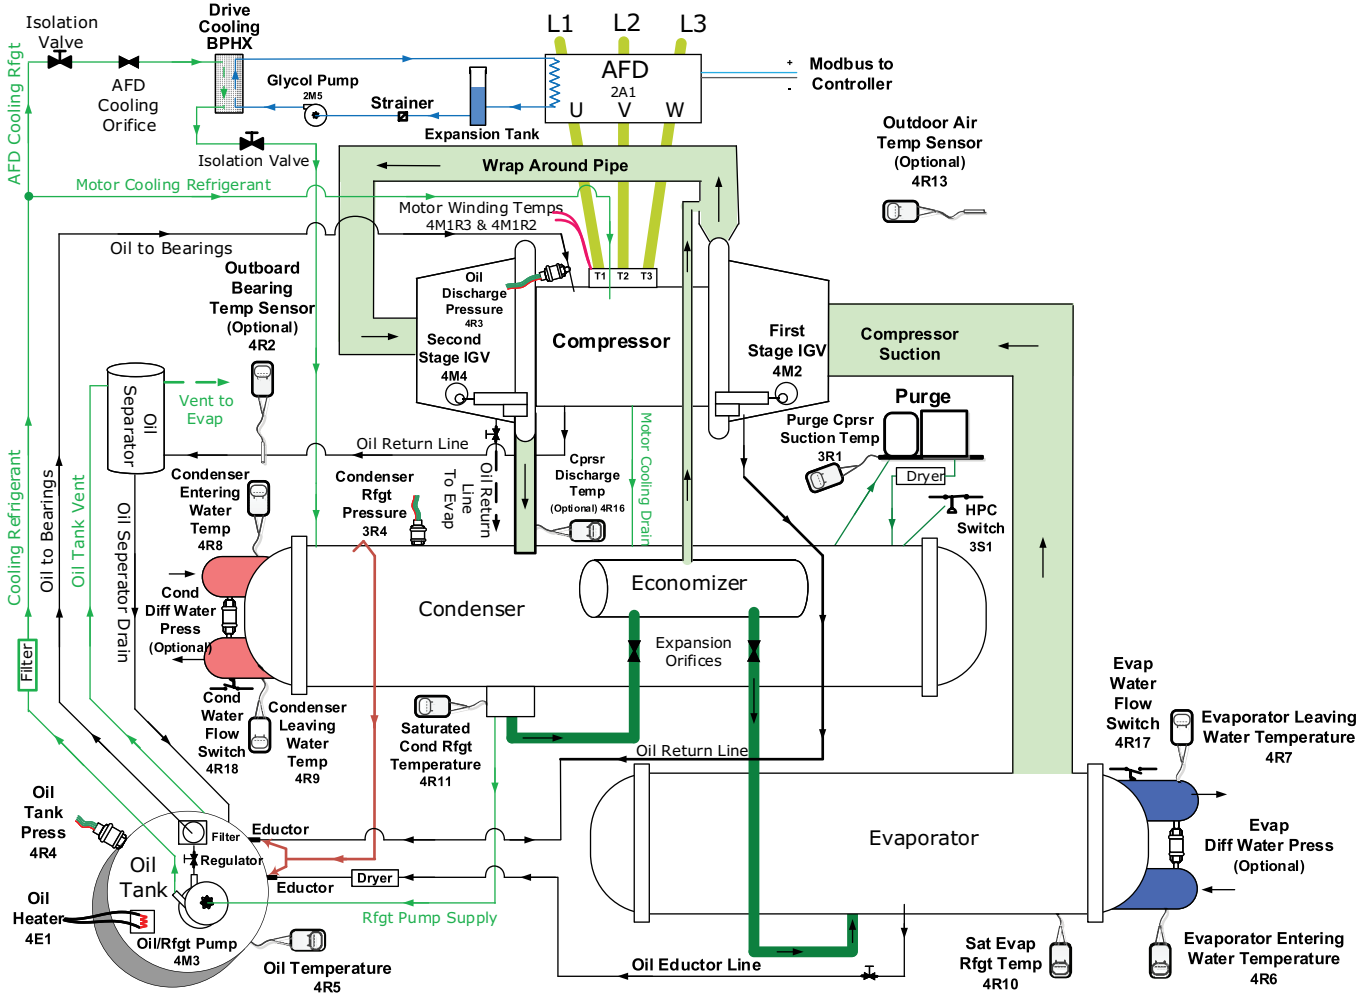 Isolation
Valve
Drive
Cooling
BPHX
L1
L2
L3
AFD
2A1
U
V
W
+
-
Modbus to
Controller
AFD Cooling Rfgt
AFD
Cooling
Orifice
Glycol Pump
2M5
Strainer
Expansion Tank
Isolation Valve
Outdoor Air
Temp Sensor
(Optional)
4R13
Wrap Around Pipe
Motor Cooling Refrigerant
Motor Winding Temps
4M1R3 & 4M1R2
Oil to Bearings
Outboard
Bearing
Temp Sensor
(Optional)
4R2
Oil
Discharge
Pressure
4R3
T1
T2
T3
Second
Stage IGV
4M4
Compressor
First
Stage IGV
4M2
Compressor
Suction
Oil
Separator
Vent to
Evap
Oil Return Line
Purge
Purge Cprsr
Suction Temp
3R1
Dryer
HPC
Switch
3S1
Condenser
Entering
Water
Temp
4R8
Condenser
Rfgt
Pressure
3R4
Oil Return
Line
To Evap
Cprsr
Discharge
Temp
(Optional) 4R16
Motor Cooling Drain
Cooling Refrigerant
Oil to Bearings
Oil Tank Vent
Oil Seperator Drain
Filter
Cond
Diff Water
Press
(Optional)
Condenser
Economizer
Expansion
Orifices
Cond
Water
Flow
Switch
4R18
Condenser
Leaving
Water
Temp
4R9
Saturated
Cond Rfgt
Temperature
4R11
Oil Return Line
Evap
Water
Flow
Switch
4R17
Evaporator Leaving
Water Temperature
4R7
Oil
Tank
Press
4R4
Filter
Eductor
Regulator
Oil
Tank
Eductor
Dryer
Evaporator
Evap
Diff Water Press
(Optional)
Oil
Heater
4E1
Rfgt Pump Supply
Oil/Rfgt Pump
4M3
Oil Temperature
4R5
Oil Eductor Line
Sat Evap
Rfgt Temp
4R10
Evaporator Entering
Water Temperature
4R6